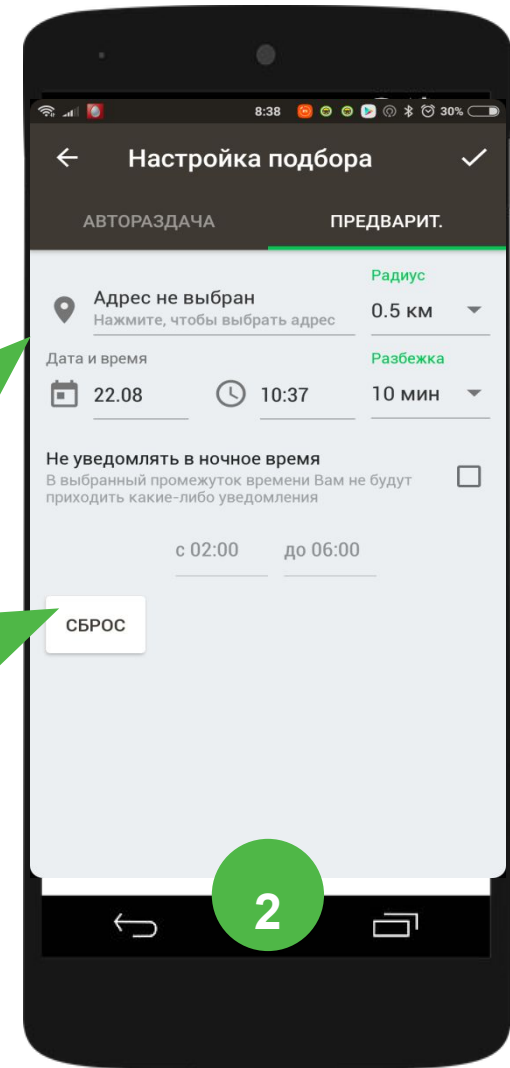 8:38 30%
Настройка подбора
АВТОРАЗДАЧА ПРЕДВАРИТ.
Радиус
Адрес не выбран 0.5 км
Нажмите, чтобы выбрать адрес
Дата и время Разбежка
22.08 10:37 10 мин
Не уведомлять в ночное время
В выбранный промежуток времени Вам не будут
приходить какие-либо уведомления
с 02:00 до 06:00
СБРОС
2